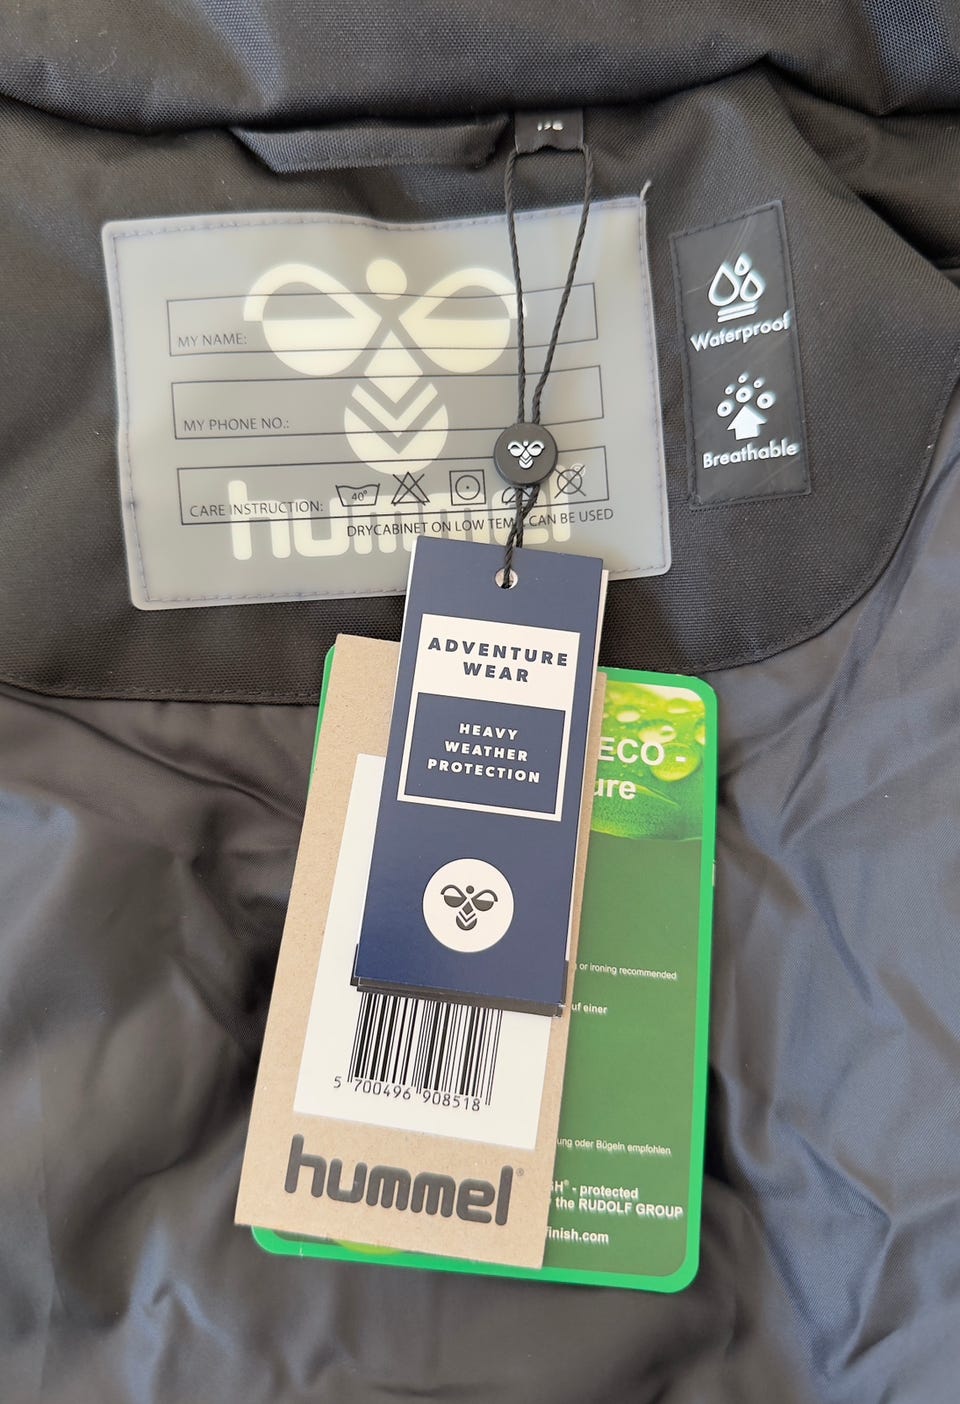 Waterproof
Breathable
MY NAME:
MY PHONE NO.:
CARE INSTRUCTION:
40°
DRYCABINET ON LOW TEM CAN BE USED
hummel
ADVENTURE
WEAR
HEAVY
WEATHER
PROTECTION
ECO -
ure
or ironing recommended
uf einer
ung oder Bügeln empfohlen
H® - protected
the RUDOLF GROUP
finish.com
5 700496 908518
hummel®